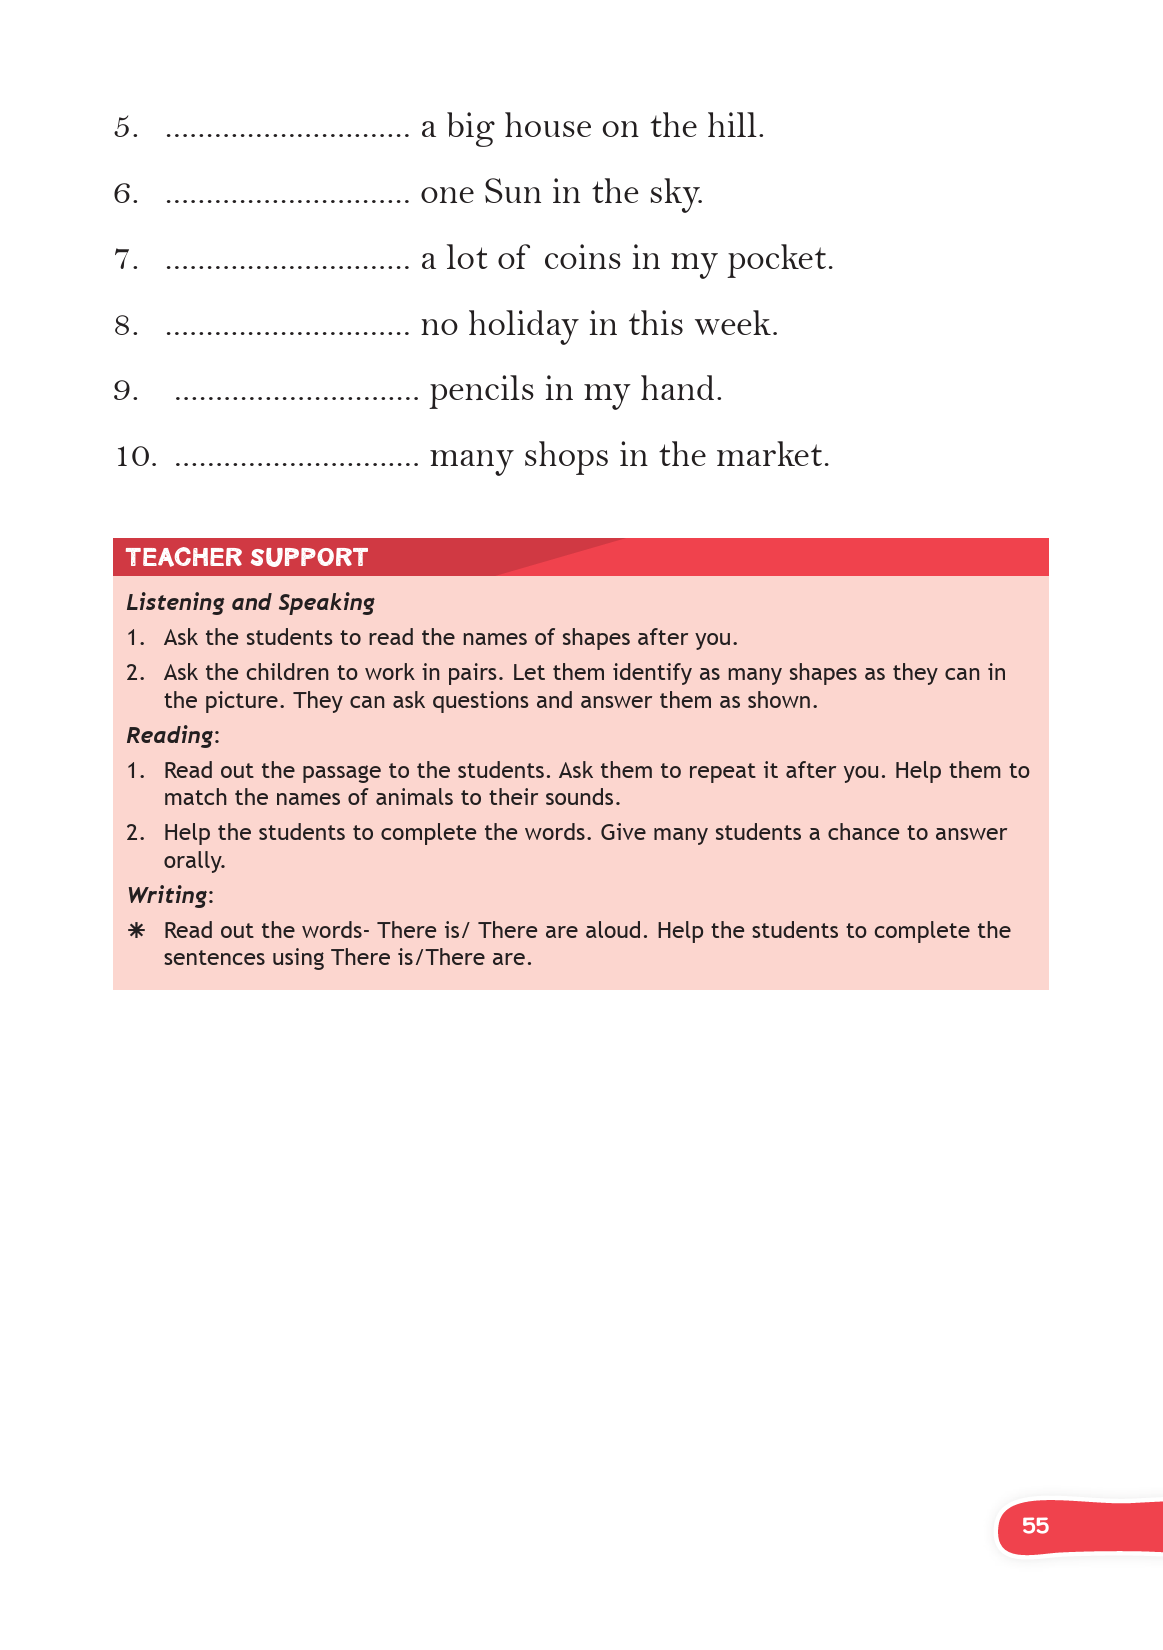 5. .............................. a big house on the hill.
6. .............................. one Sun in the sky.
7. .............................. a lot of coins in my pocket.
8. .............................. no holiday in this week.
9. .............................. pencils in my hand.
10. .............................. many shops in the market.
TEACHER SUPPORT
Listening and Speaking
1. Ask the students to read the names of shapes after you.
2. Ask the children to work in pairs. Let them identify as many shapes as they can in
the picture. They can ask questions and answer them as shown.
Reading:
1. Read out the passage to the students. Ask them to repeat it after you. Help them to
match the names of animals to their sounds.
2. Help the students to complete the words. Give many students a chance to answer
orally.
Writing:
* Read out the words- There is/ There are aloud. Help the students to complete the
sentences using There is/There are.
55